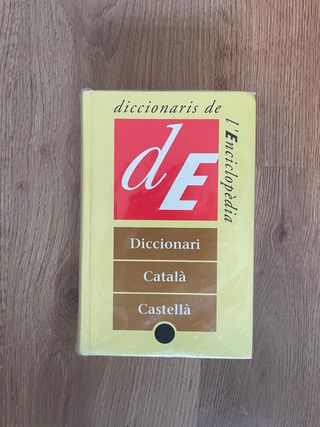 diccionaris de
l'Enciclopèdia
dE
Diccionari
Català
Castellà